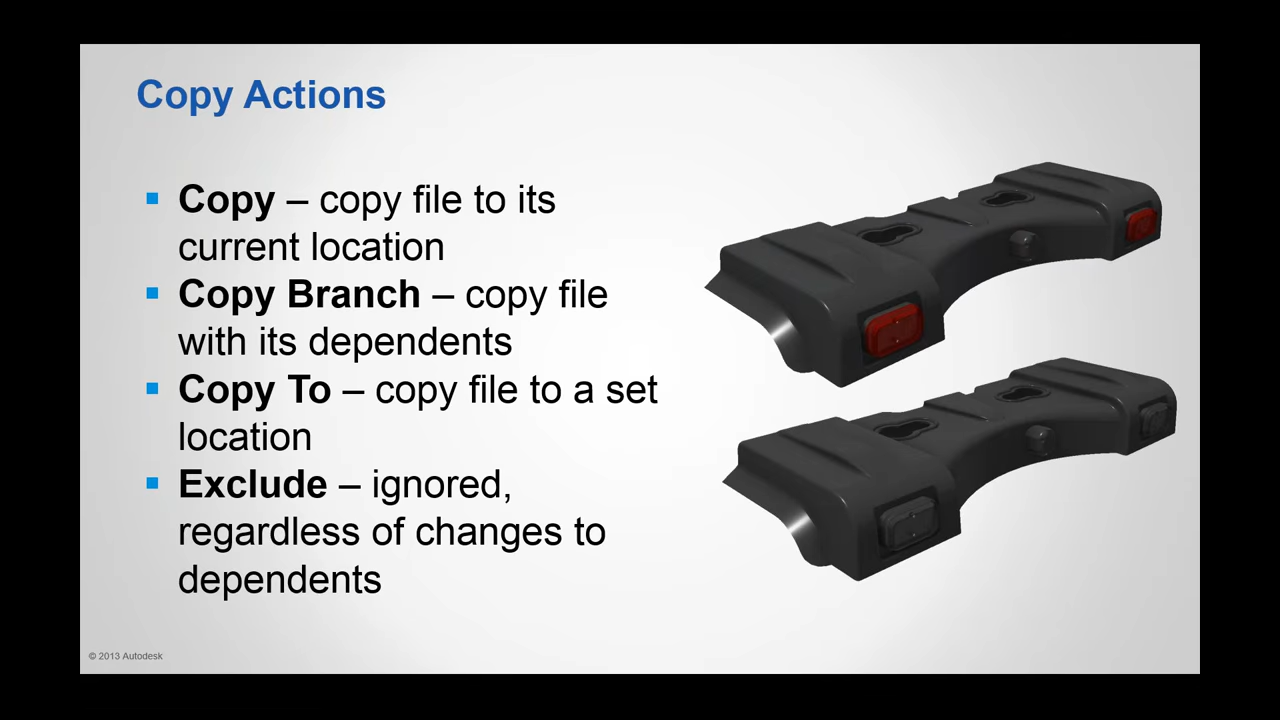 Copy Actions
Copy – copy file to its
current location
Copy Branch – copy file
with its dependents
Copy To – copy file to a set
location
Exclude – ignored,
regardless of changes to
dependents
© 2013 Autodesk